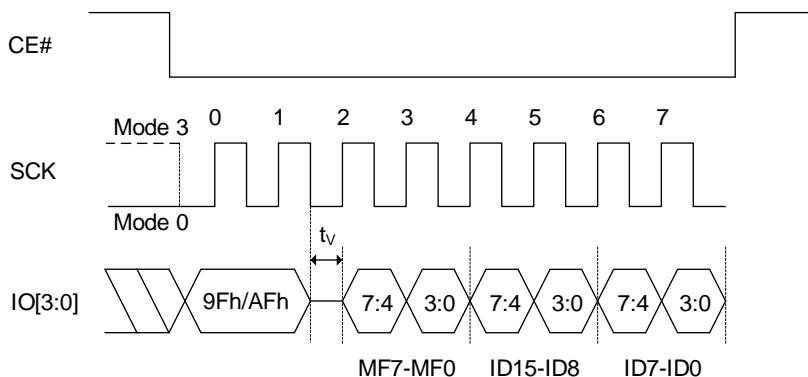 CE#
0 1 2 3 4 5 6 7
Mode 3
SCK
Mode 0
tV
IO[3:0] 9Fh/AFh 7:4 3:0 7:4 3:0 7:4 3:0
MF7-MF0 ID15-ID8 ID7-ID0